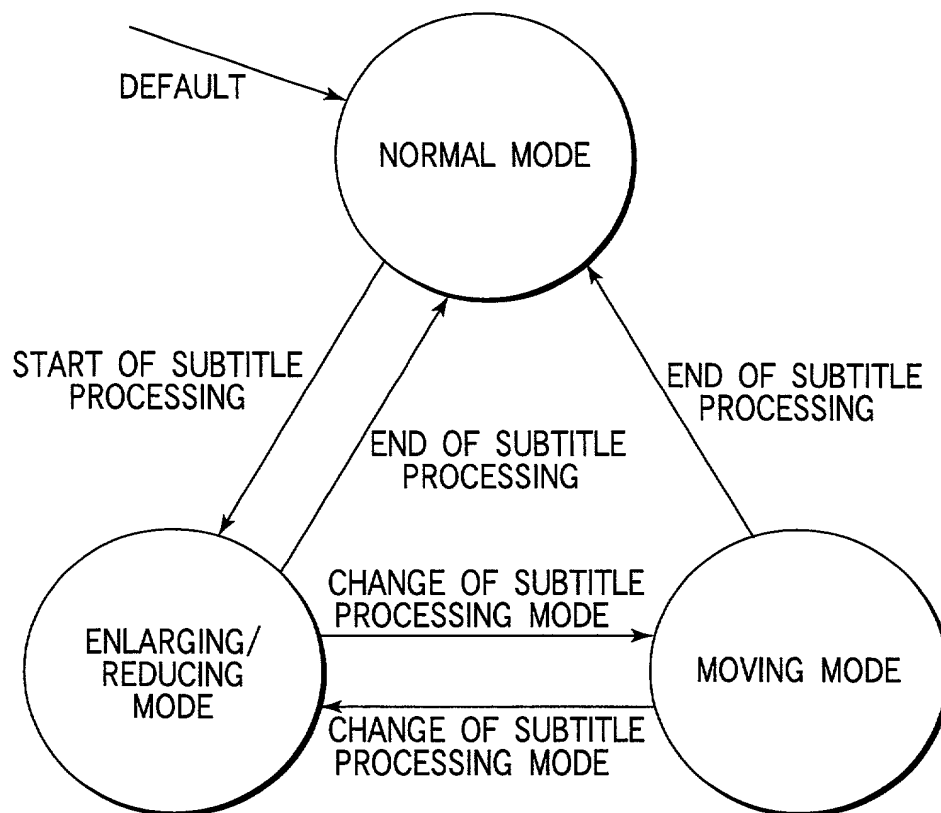 DEFAULT
NORMAL MODE
START OF SUBTITLE
PROCESSING
END OF SUBTITLE
PROCESSING
END OF SUBTITLE
PROCESSING
CHANGE OF SUBTITLE
PROCESSING MODE
ENLARGING/
REDUCING
MODE
MOVING MODE
CHANGE OF SUBTITLE
PROCESSING MODE